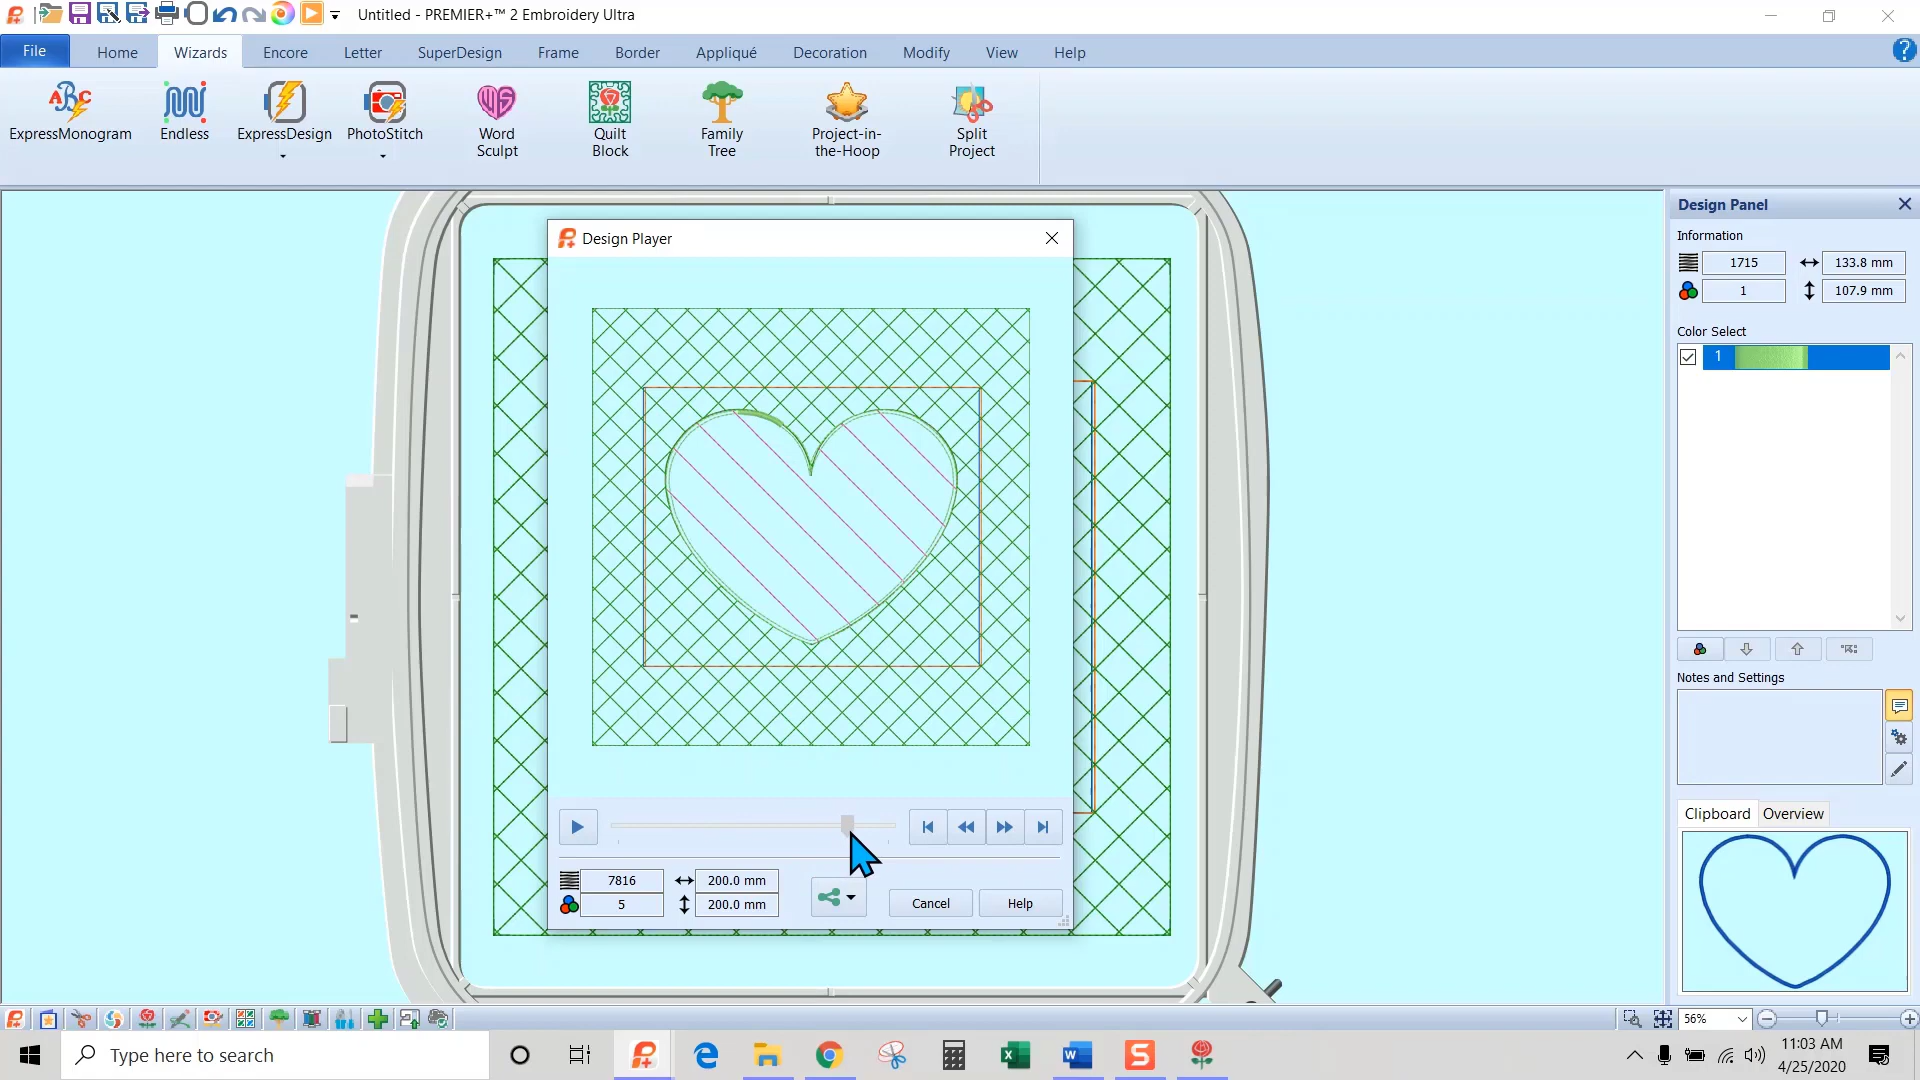 Untitled - PREMIER+™ 2 Embroidery Ultra
File Home Wizards Encore Letter SuperDesign Frame Border Appliqué Decoration Modify View Help
ExpressMonogram Endless ExpressDesign PhotoStitch Word Sculpt Quilt Block Family Tree Project-in-the-Hoop Split Project
Design Player
Design Panel
Information
1715 133.8 mm
1 107.9 mm
Color Select
1
Notes and Settings
Clipboard Overview
7816 200.0 mm
5 200.0 mm
Cancel Help
56%
Type here to search
11:03 AM
4/25/2020